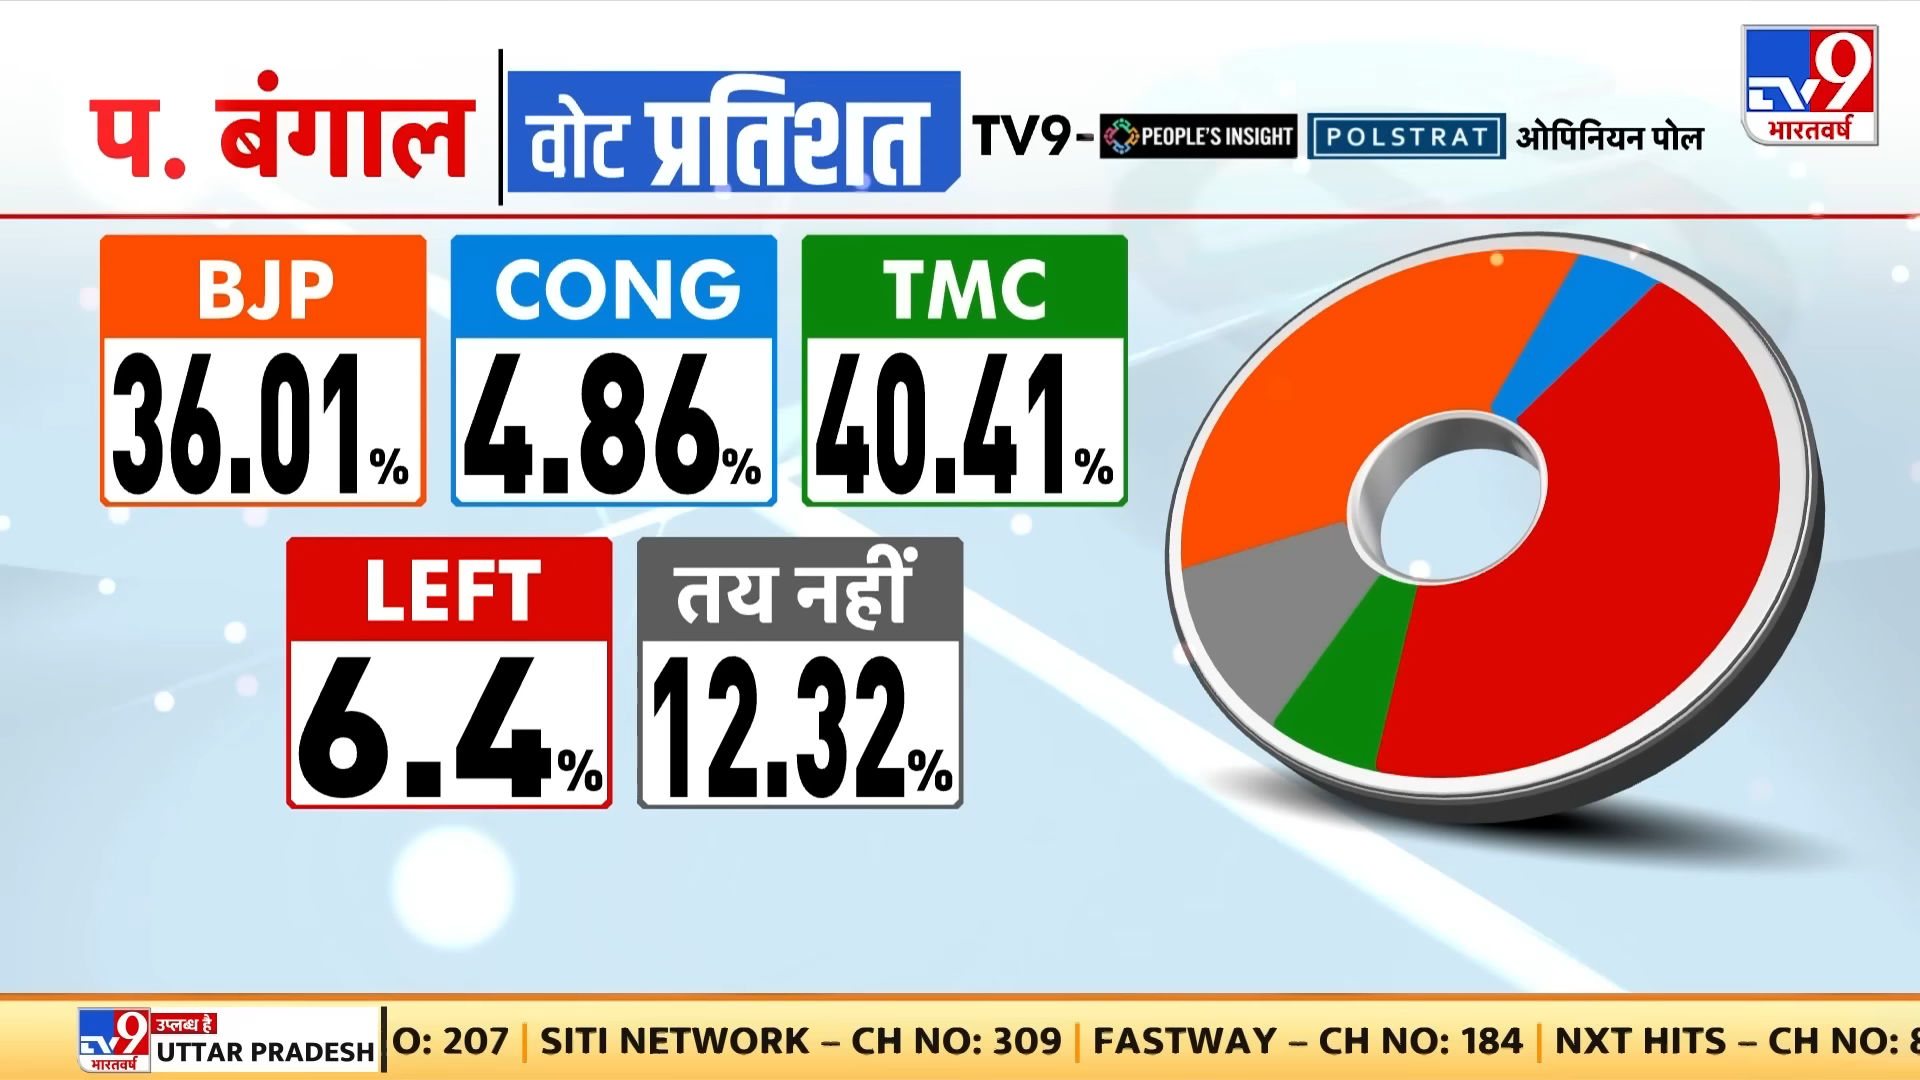 प. बंगाल वोट प्रतिशत TV9- PEOPLE'S INSIGHT POLSTRAT ओपिनियन पोल
TV9
भारतवर्ष
BJP CONG TMC
36.01% 4.86% 40.41%
LEFT तय नहीं
6.4% 12.32%
TV9 भारतवर्ष उपलब्ध है
UTTAR PRADESH
O: 207 | SITI NETWORK – CH NO: 309 | FASTWAY – CH NO: 184 | NXT HITS – CH NO: